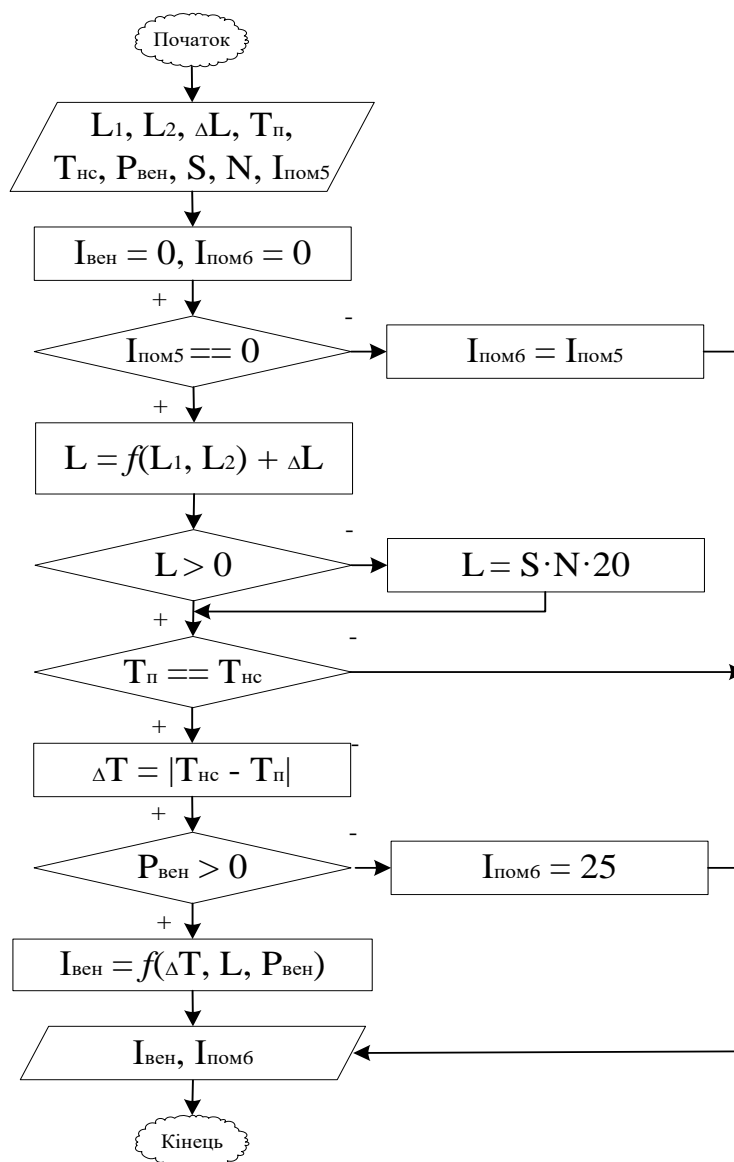 Початок
L₁, L₂, ΔL, Tп,
Tнс, Pвен, S, N, Iпом5
Iвен = 0, Iпом6 = 0
+
-
Iпом5 == 0
Iпом6 = Iпом5
+
L = f(L₁, L₂) + ΔL
-
L > 0
L = S·N·20
+
-
Tп == Tнс
+
-
ΔT = |Tнс - Tп|
+
-
Pвен > 0
Iпом6 = 25
+
Iвен = f(ΔT, L, Pвен)
Iвен, Iпом6
Кінець